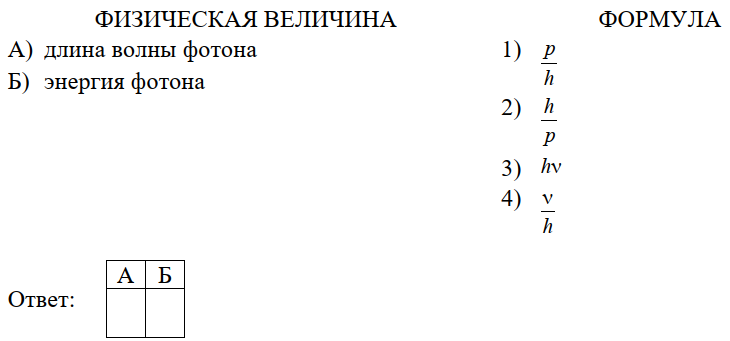 ФИЗИЧЕСКАЯ ВЕЛИЧИНА ФОРМУЛА
А) длина волны фотона 1) p/h
Б) энергия фотона
2) h/p
3) hν
4) ν/h
А Б
Ответ: